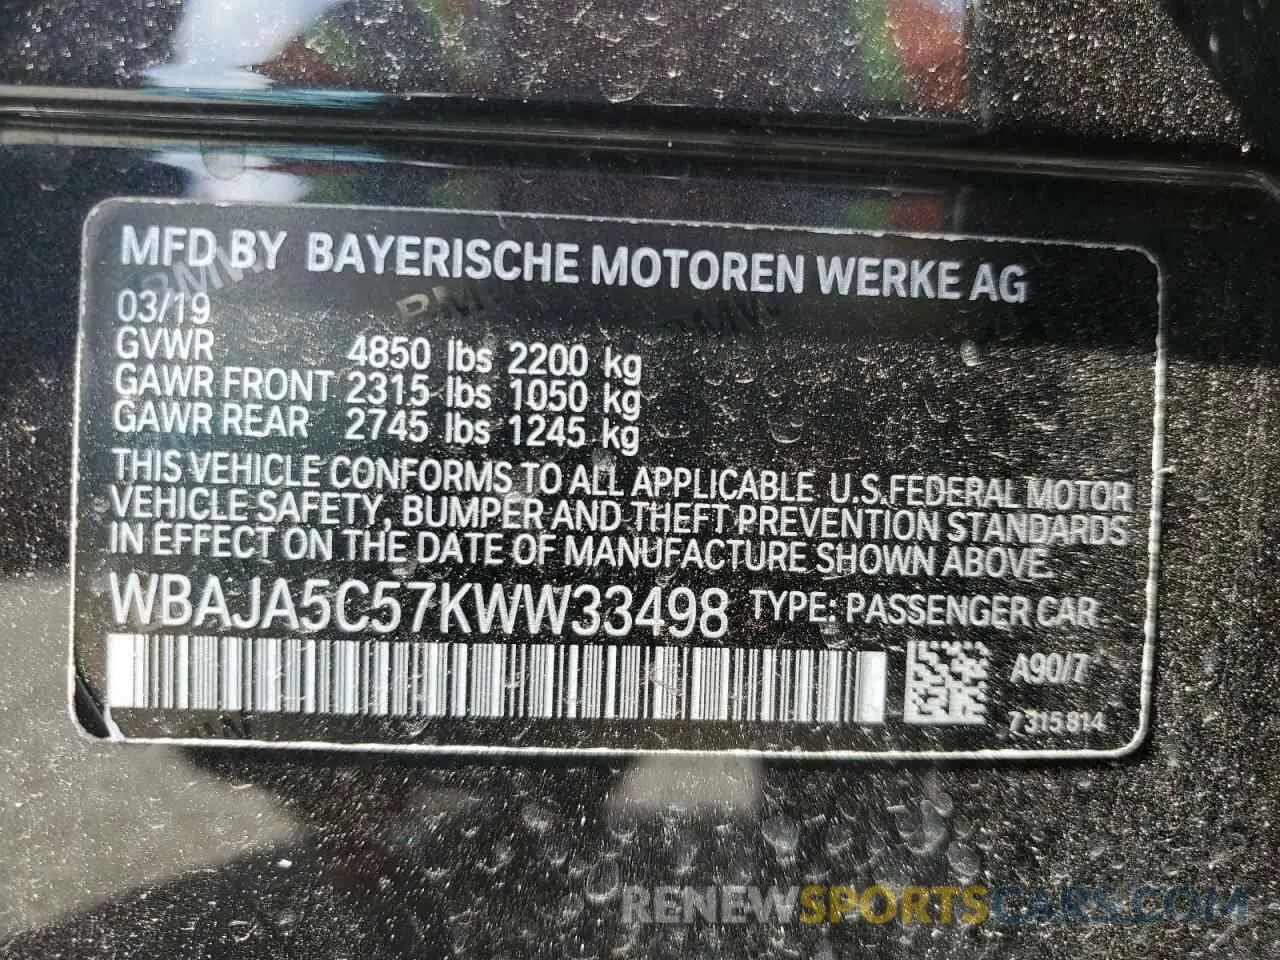 MFD BY BAYERISCHE MOTOREN WERKE AG
03/19
GVWR 4850 lbs 2200 kg
GAWR FRONT 2315 lbs 1050 kg
GAWR REAR 2745 lbs 1245 kg
THIS VEHICLE CONFORMS TO ALL APPLICABLE U.S.FEDERAL MOTOR
VEHICLE SAFETY, BUMPER AND THEFT PREVENTION STANDARDS
IN EFFECT ON THE DATE OF MANUFACTURE SHOWN ABOVE.
WBAJA5C57KWW33498 TYPE: PASSENGER CAR
A90/7
7 315 814
BMW
BMW
BMW
RENEWSPORTSCARS.COM